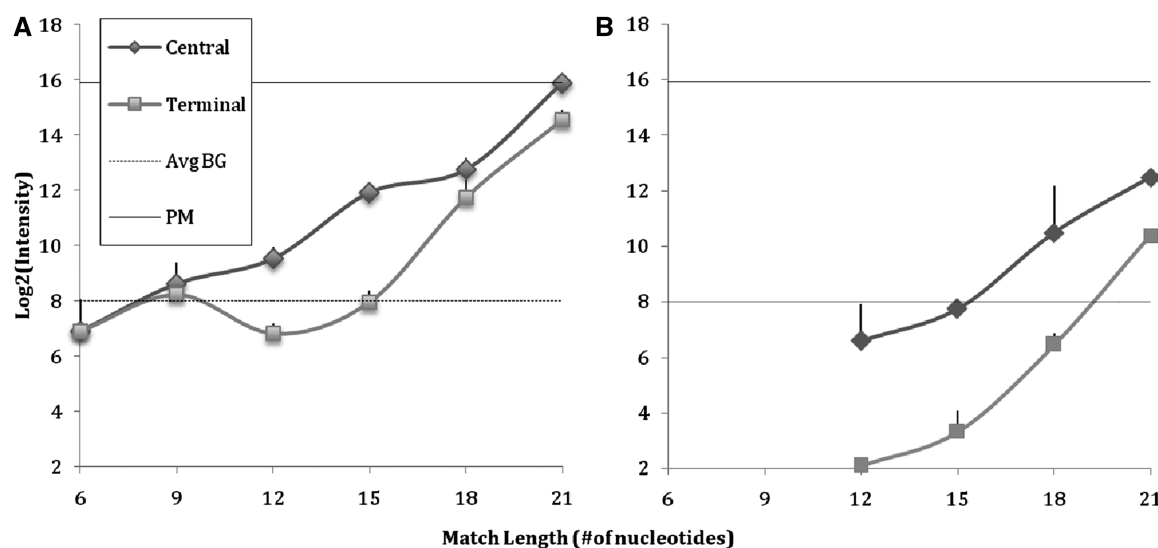 A
B
Central
Terminal
Avg BG
PM
Log2(Intensity)
18
16
14
12
10
8
6
4
2
6 9 12 15 18 21
18
16
14
12
10
8
6
4
2
6 9 12 15 18 21
Match Length (#of nucleotides)